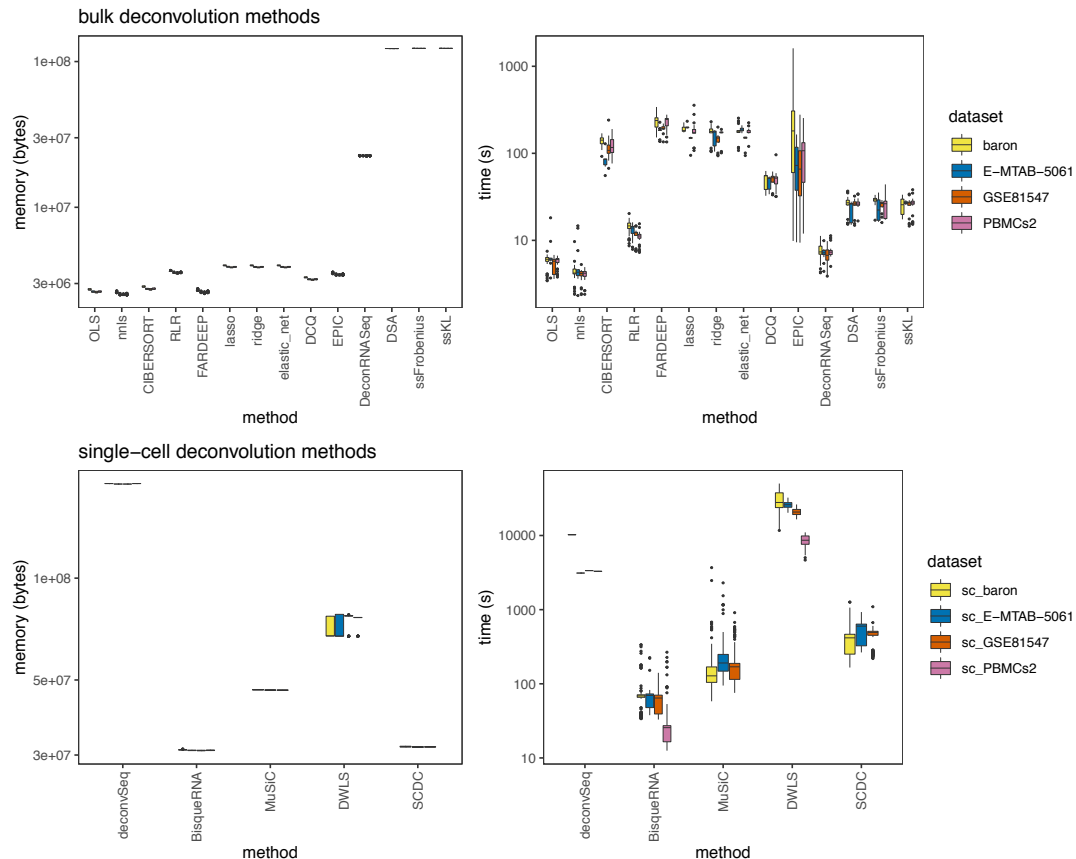 bulk deconvolution methods
memory (bytes)
1e+08
3e+07
1e+07
3e+06
OLS
nnls
CIBERSORT
RLR
FARDEEP
lasso
ridge
elastic_net
DCQ
EPIC
DeconRNASeq
DSA
ssFrobenius
ssKL
method
time (s)
1000
100
10
OLS
nnls
CIBERSORT
RLR
FARDEEP
lasso
ridge
elastic_net
DCQ
EPIC
DeconRNASeq
DSA
ssFrobenius
ssKL
method
dataset
baron
E−MTAB−5061
GSE81547
PBMCs2
single−cell deconvolution methods
memory (bytes)
1e+08
5e+07
3e+07
deconvSeq
BisqueRNA
MuSiC
DWLS
SCDC
method
time (s)
10000
1000
100
10
deconvSeq
BisqueRNA
MuSiC
DWLS
SCDC
method
dataset
sc_baron
sc_E−MTAB−5061
sc_GSE81547
sc_PBMCs2